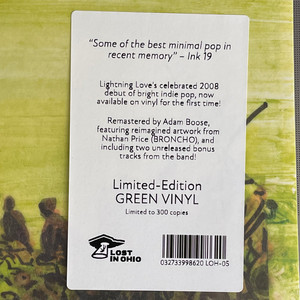 “Some of the best minimal pop in
recent memory” – Ink 19
Lightning Love's celebrated 2008
debut of bright indie pop, now
available on vinyl for the first time!
Remastered by Adam Boose,
featuring reimagined artwork from
Nathan Price (BRONCHO), and
including two unreleased bonus
tracks from the band!
Limited-Edition
GREEN VINYL
Limited to 300 copies
LOST
IN OHIO
032733998620 LOH-05